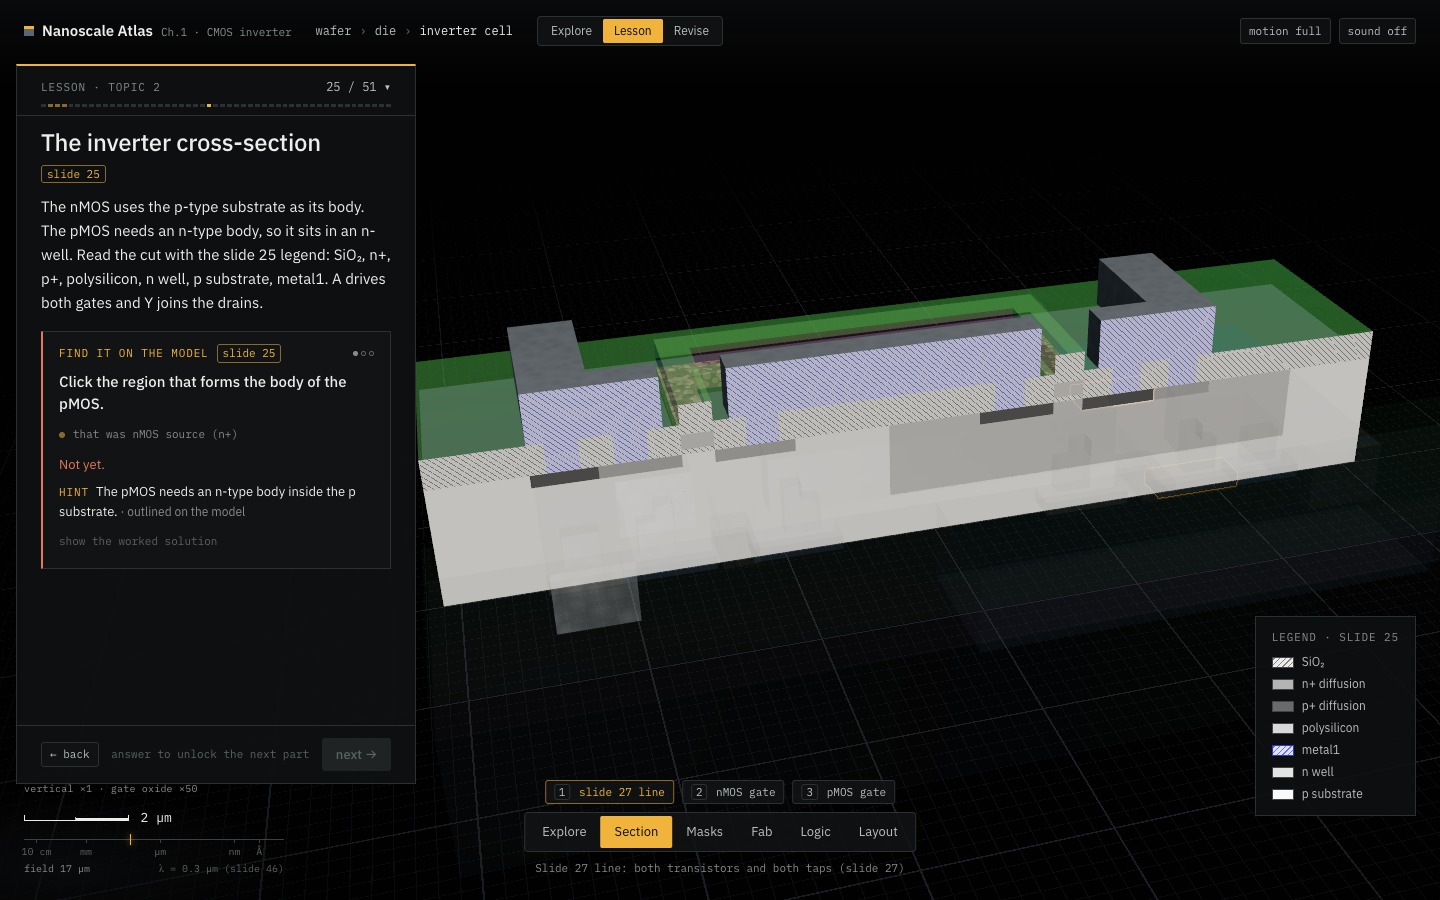 Nanoscale Atlas Ch.1 · CMOS inverter
wafer › die › inverter cell
Explore Lesson Revise
motion full
sound off
LESSON · TOPIC 2
25 / 51 ▾
The inverter cross-section
slide 25
The nMOS uses the p-type substrate as its body.
The pMOS needs an n-type body, so it sits in an n-
well. Read the cut with the slide 25 legend: SiO₂, n+,
p+, polysilicon, n well, p substrate, metal1. A drives
both gates and Y joins the drains.
FIND IT ON THE MODEL slide 25
Click the region that forms the body of the
pMOS.
that was nMOS source (n+)
Not yet.
HINT The pMOS needs an n-type body inside the p
substrate. · outlined on the model
show the worked solution
← back
answer to unlock the next part
next →
vertical ×1 · gate oxide ×50
2 µm
10 cm mm µm nm Å
field 17 µm
λ = 0.3 µm (slide 46)
1 slide 27 line
2 nMOS gate
3 pMOS gate
Explore Section Masks Fab Logic Layout
Slide 27 line: both transistors and both taps (slide 27)
LEGEND · SLIDE 25
SiO₂
n+ diffusion
p+ diffusion
polysilicon
metal1
n well
p substrate